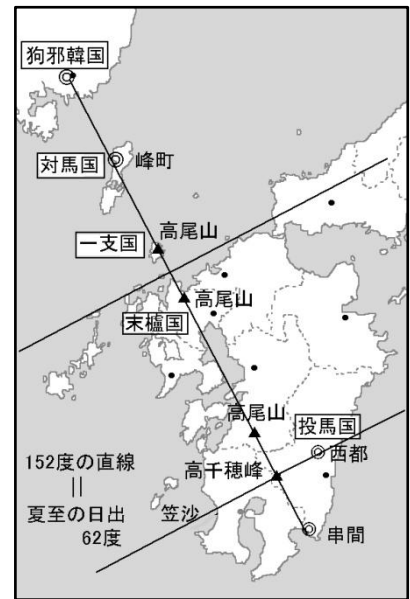 狗邪韓国
対馬国
峰町
高尾山
一支国
高尾山
末櫨国
高尾山
投馬国
西都
高千穂峰
152度の直線
||
夏至の日出
62度
笠沙
串間